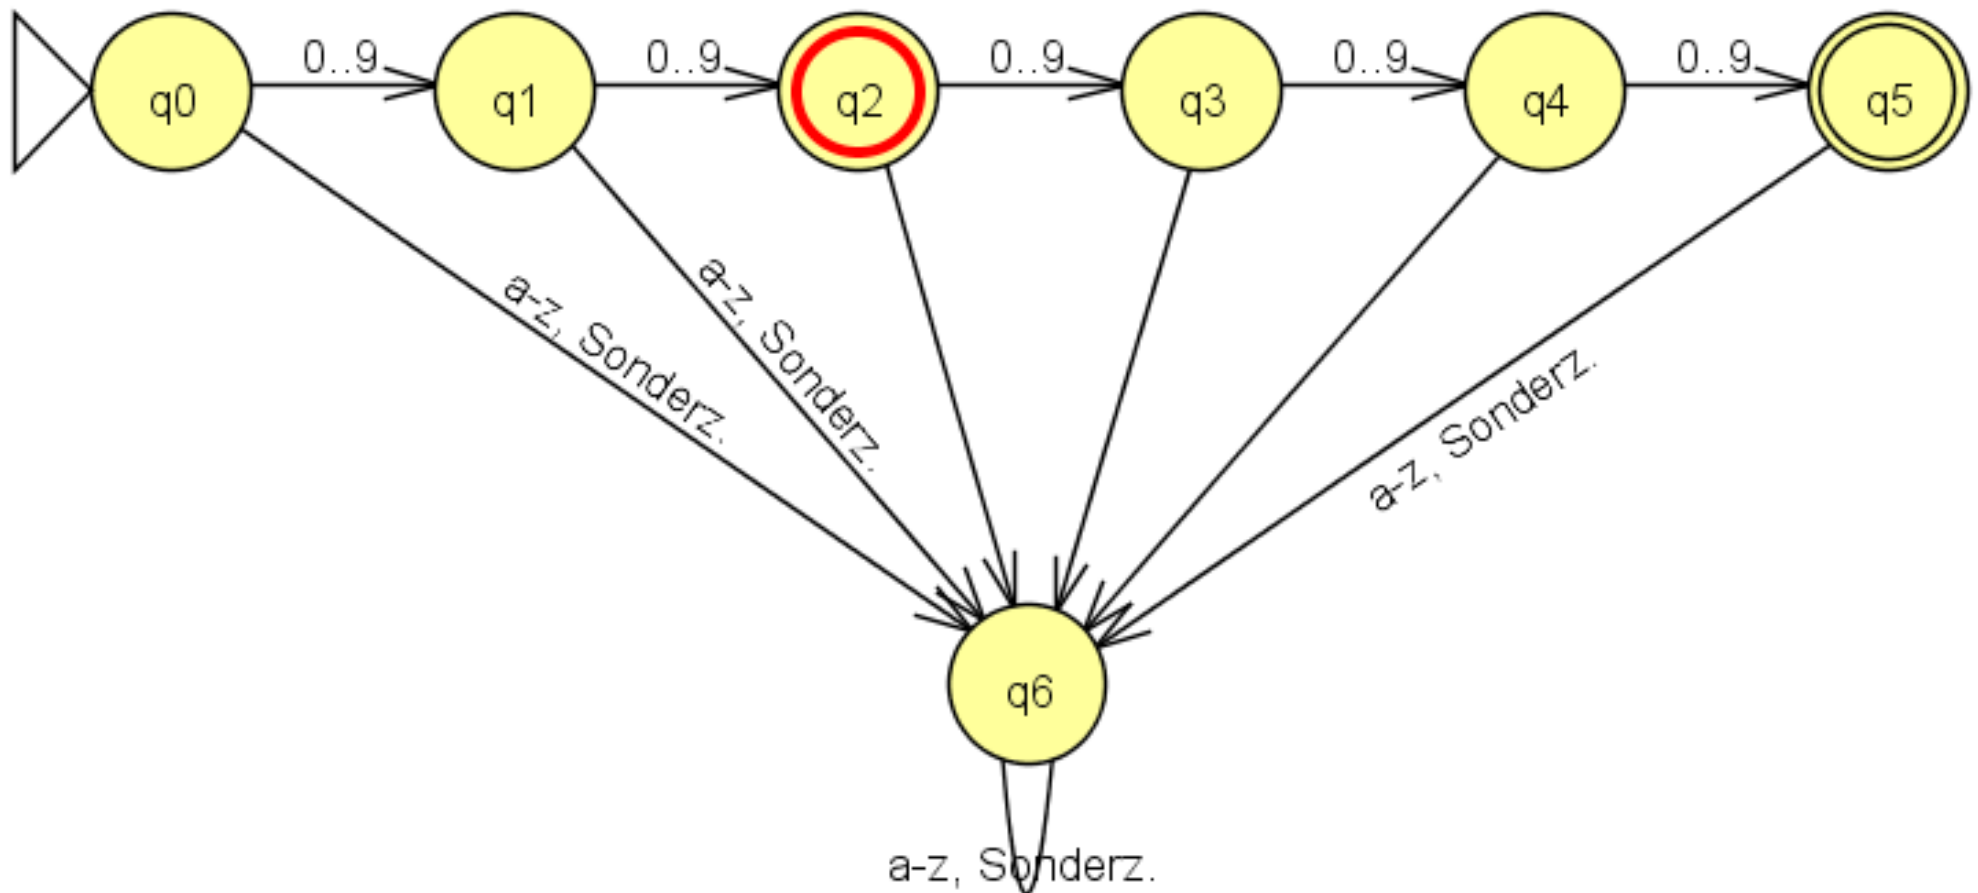 0..9
0..9
0..9
0..9
0..9
q0
q1
q2
q3
q4
q5
a-z, Sonderz.
a-z, Sonderz.
a-z, Sonderz.
q6
a-z, Sonderz.